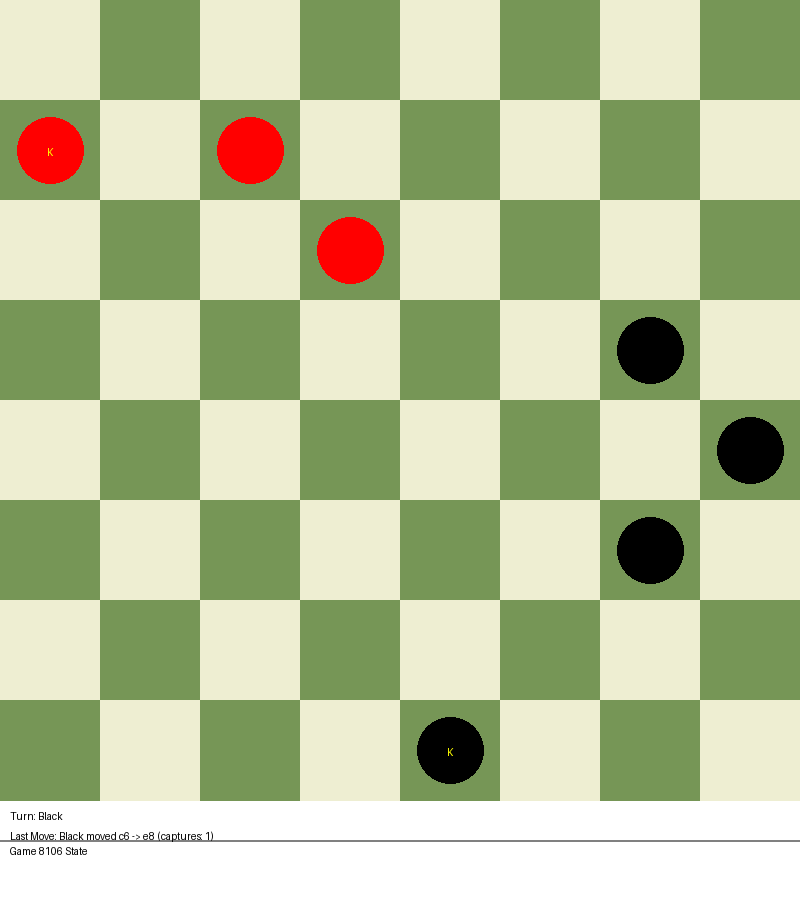 K
K
Turn: Black
Last Move: Black moved c6 -> e8 (captures: 1)
Game 8106 State